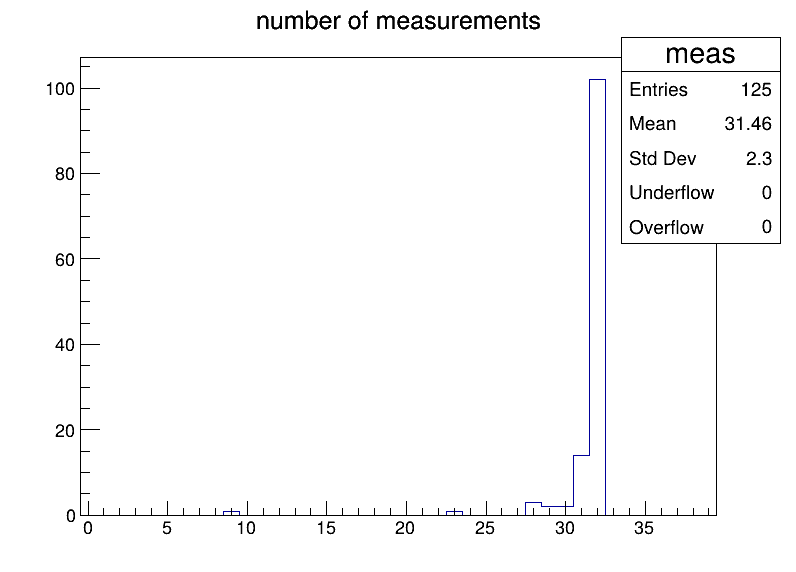 number of measurements
meas
Entries 125
Mean 31.46
Std Dev 2.3
Underflow 0
Overflow 0
100
80
60
40
20
0
0 5 10 15 20 25 30 35